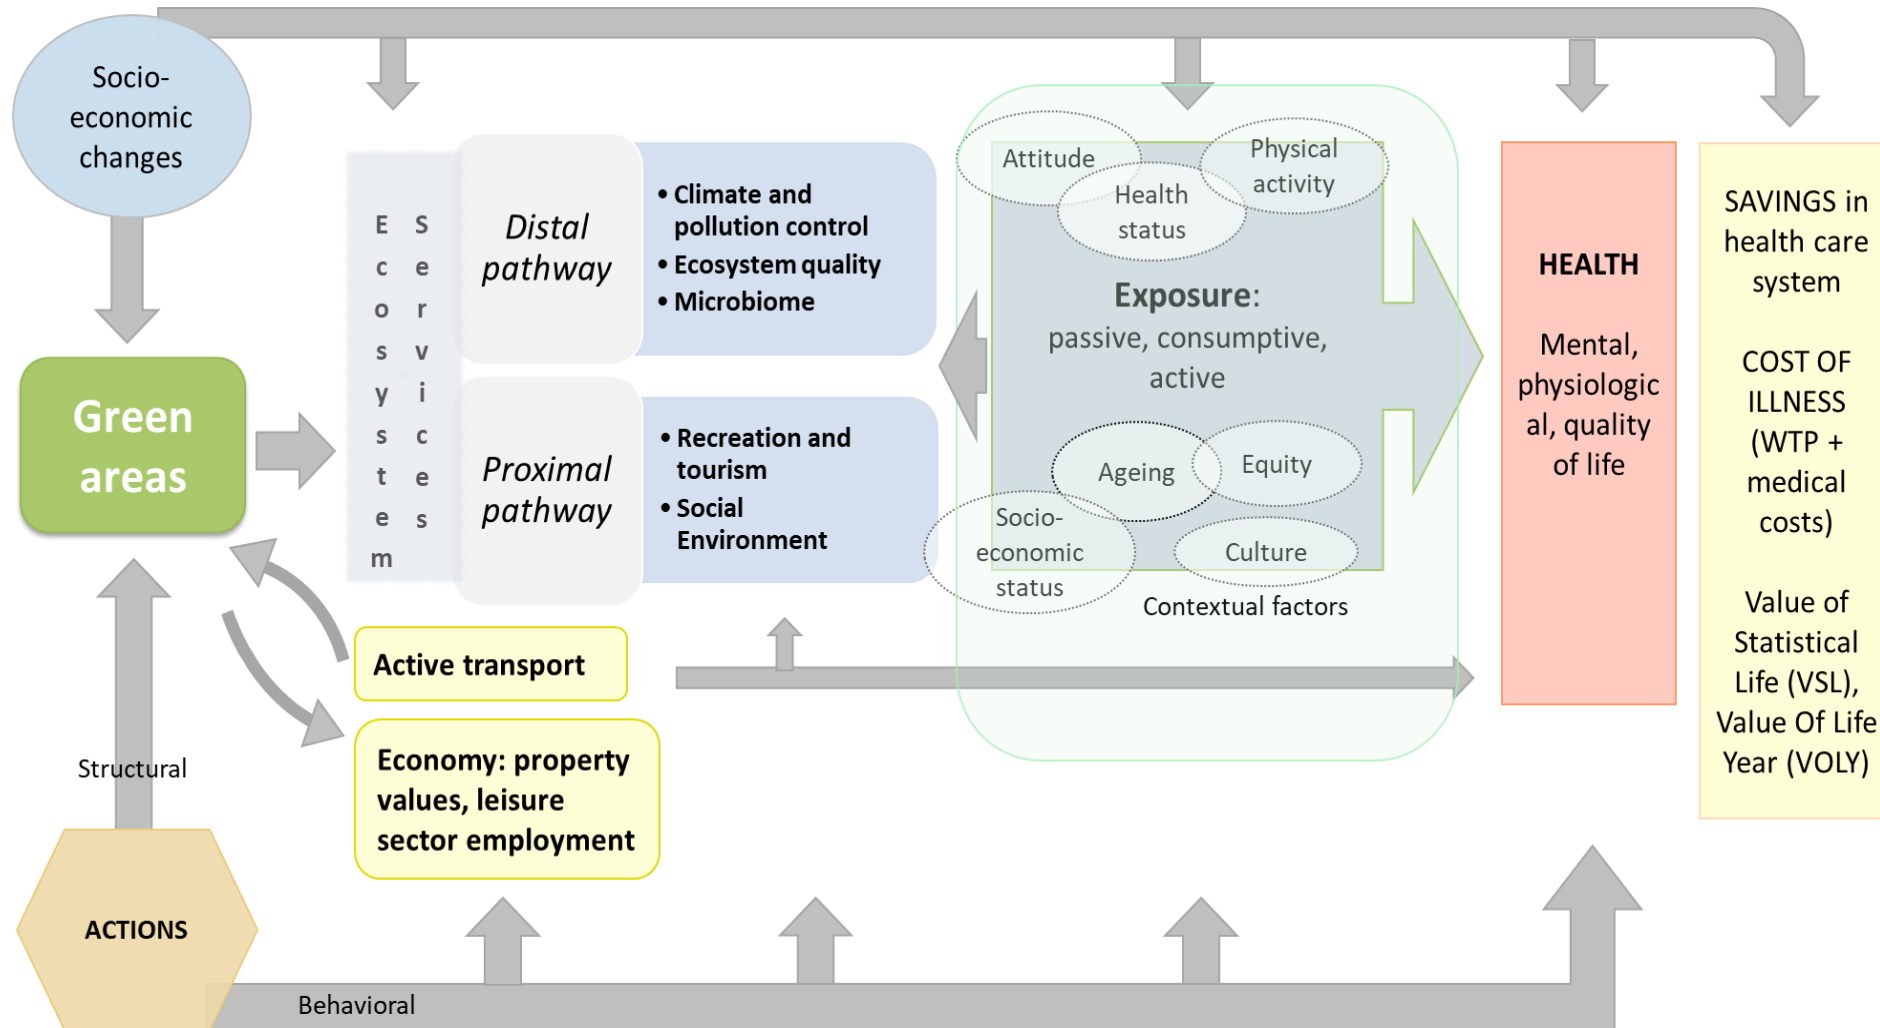 Socio-
economic
changes
Green
areas
Structural
ACTIONS
Behavioral
Ecosystem
Services
Distal
pathway
• Climate and
pollution control
• Ecosystem quality
• Microbiome
Proximal
pathway
• Recreation and
tourism
• Social
Environment
Active transport
Economy: property
values, leisure
sector employment
Attitude
Physical
activity
Health
status
Exposure:
passive, consumptive,
active
Ageing
Equity
Socio-
economic
status
Culture
Contextual factors
HEALTH
Mental,
physiologic
al, quality
of life
SAVINGS in
health care
system
COST OF
ILLNESS
(WTP +
medical
costs)
Value of
Statistical
Life (VSL),
Value Of Life
Year (VOLY)